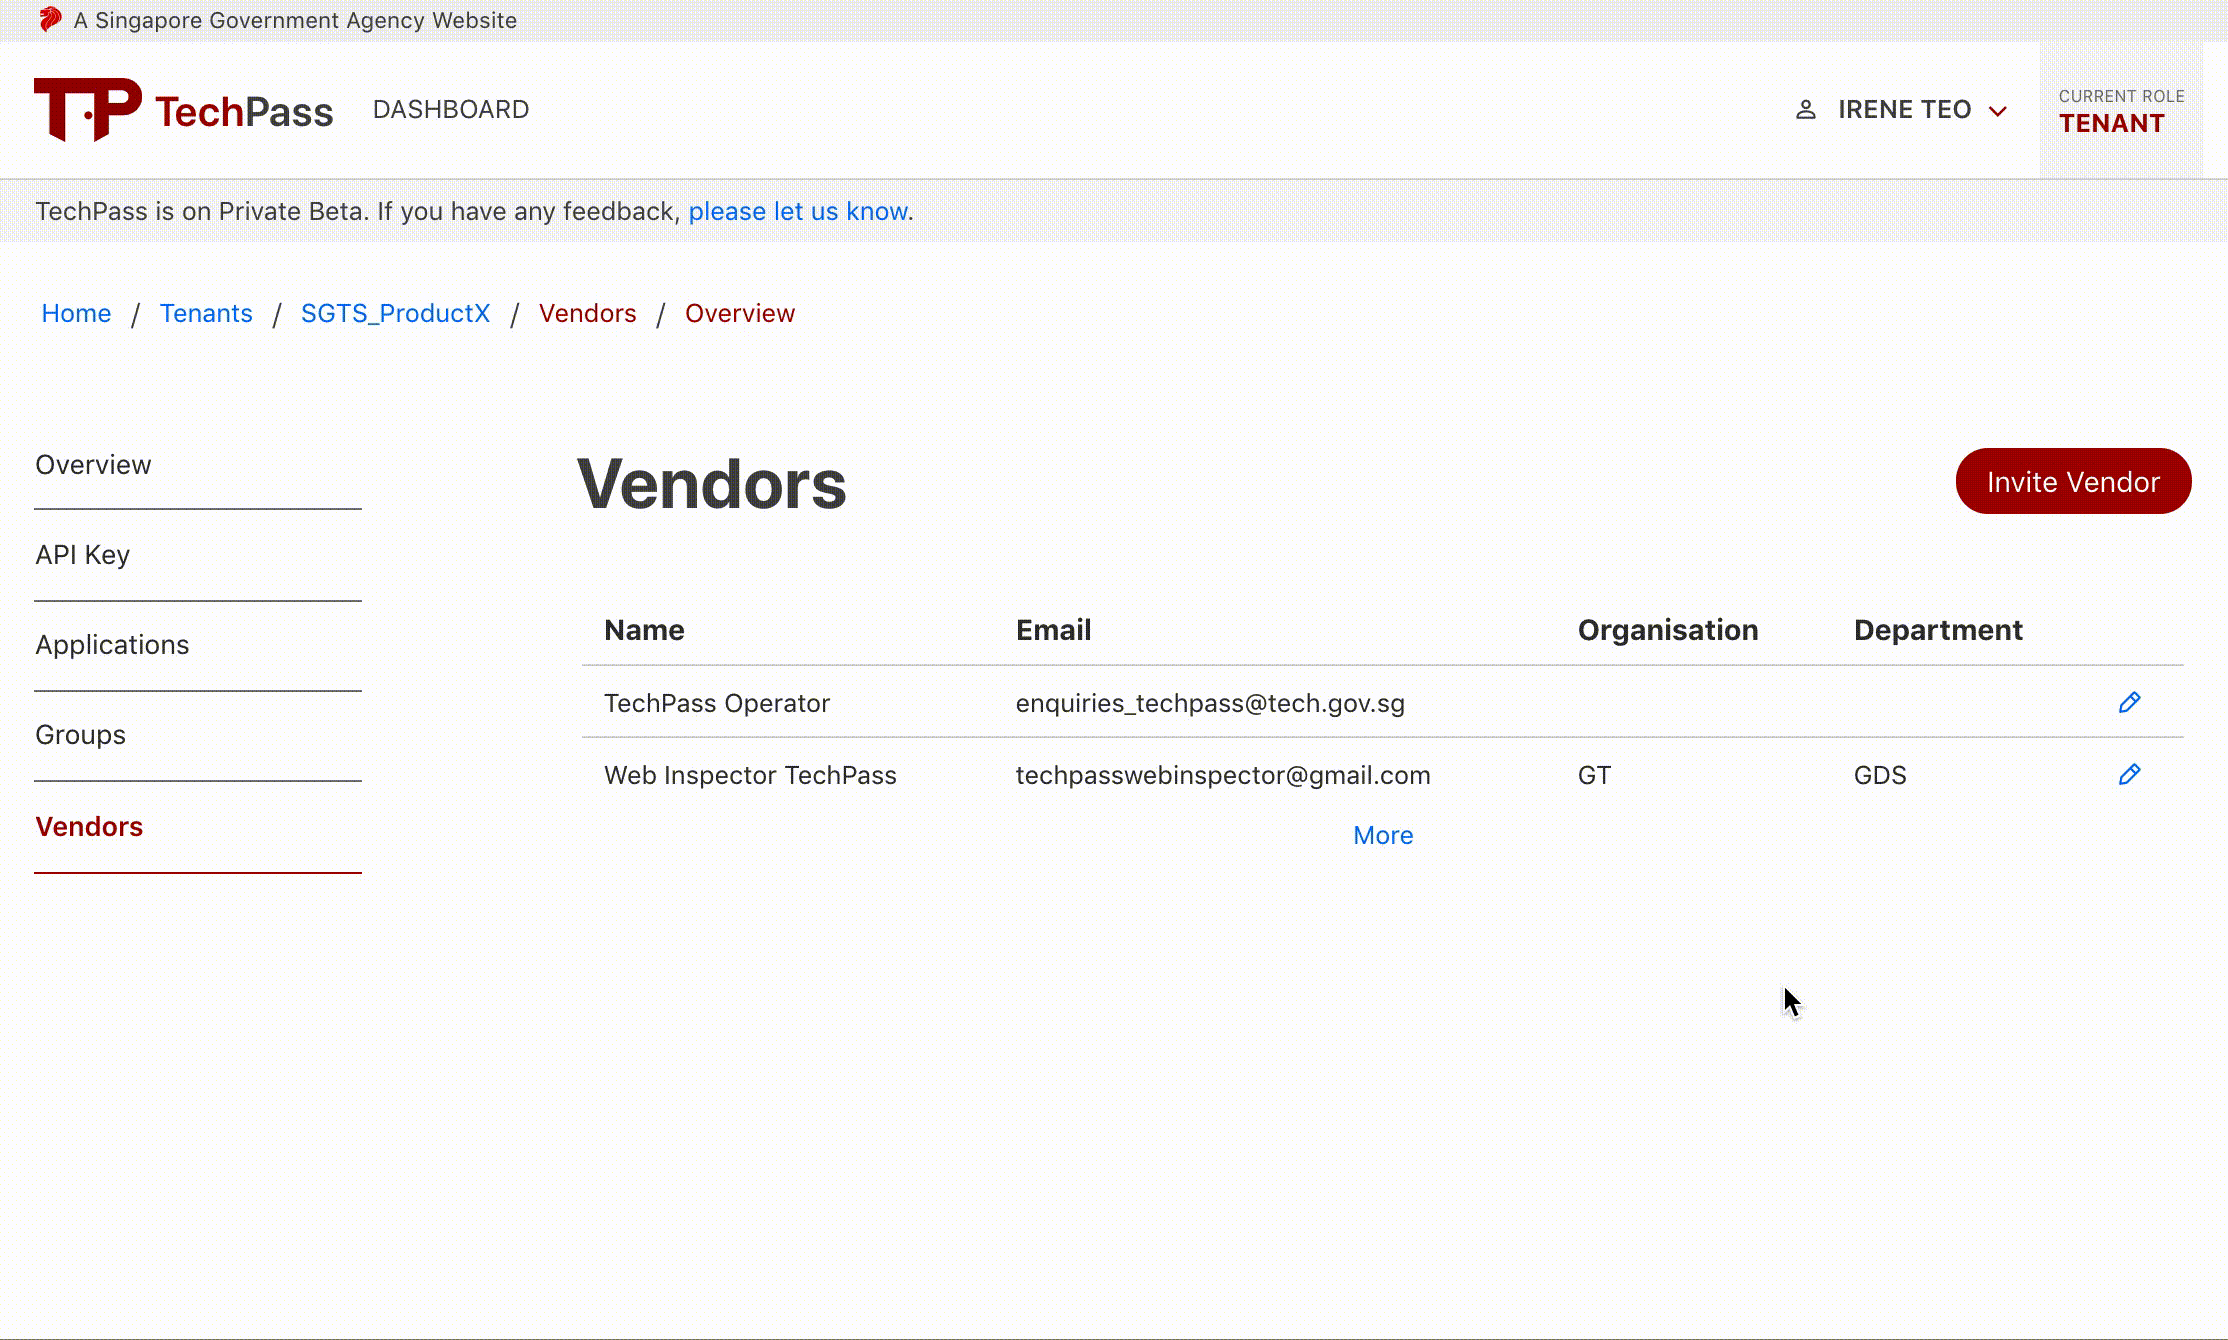 A Singapore Government Agency Website
TP TechPass DASHBOARD IRENE TEO CURRENT ROLE
TENANT
TechPass is on Private Beta. If you have any feedback, please let us know.
Home / Tenants / SGTS_ProductX / Vendors / Overview
Overview
API Key
Applications
Groups
Vendors
Vendors Invite Vendor
Name Email Organisation Department
TechPass Operator enquiries_techpass@tech.gov.sg
Web Inspector TechPass techpasswebinspector@gmail.com GT GDS
More